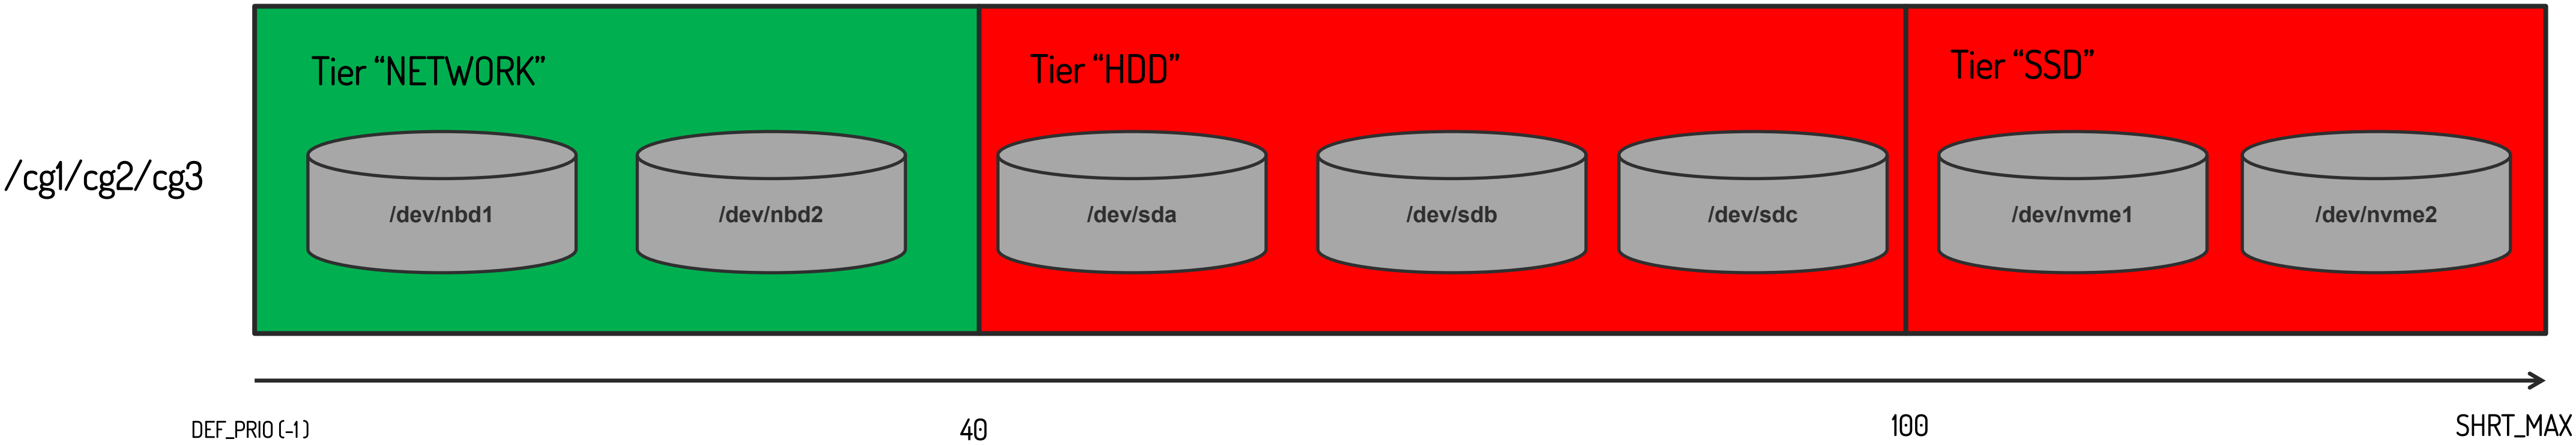 Tier “NETWORK”
Tier “HDD”
Tier “SSD”
/cg1/cg2/cg3
/dev/nbd1
/dev/nbd2
/dev/sda
/dev/sdb
/dev/sdc
/dev/nvme1
/dev/nvme2
DEF_PRIO (-1)
40
100
SHRT_MAX